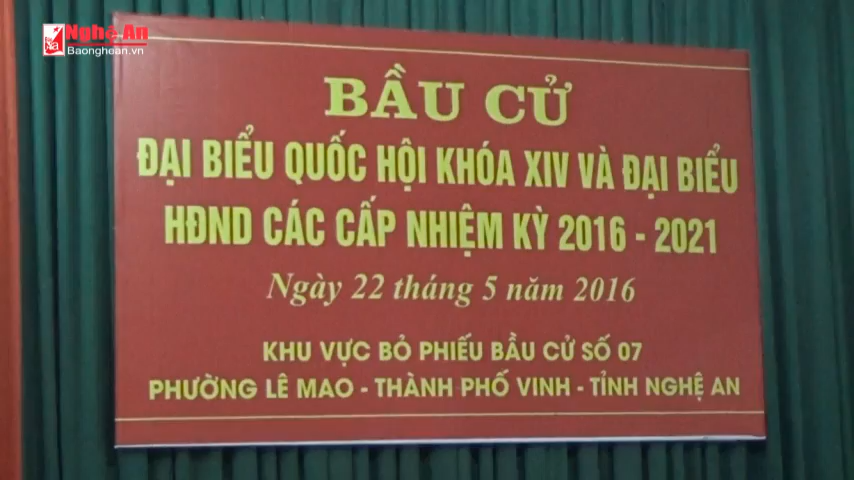 Nghệ An
Baonghean.vn
BẦU CỬ
ĐẠI BIỂU QUỐC HỘI KHÓA XIV VÀ ĐẠI BIỂU
HĐND CÁC CẤP NHIỆM KỲ 2016 - 2021
Ngày 22 tháng 5 năm 2016
KHU VỰC BỎ PHIẾU BẦU CỬ SỐ 07
PHƯỜNG LÊ MAO - THÀNH PHỐ VINH - TỈNH NGHỆ AN